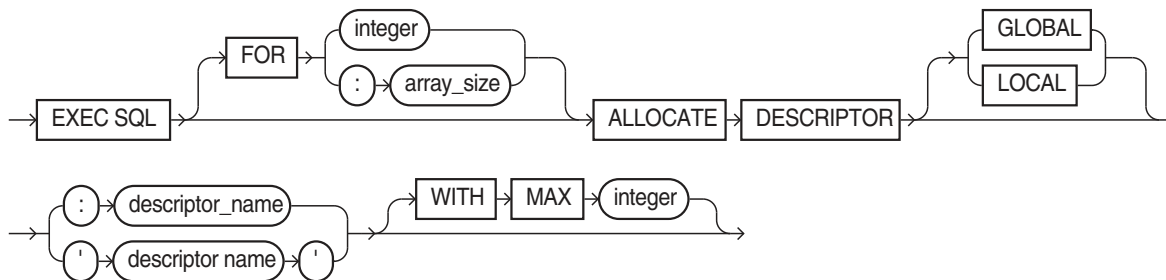 FOR integer GLOBAL
: array_size LOCAL
EXEC SQL ALLOCATE DESCRIPTOR
: descriptor_name WITH MAX integer
' descriptor name '